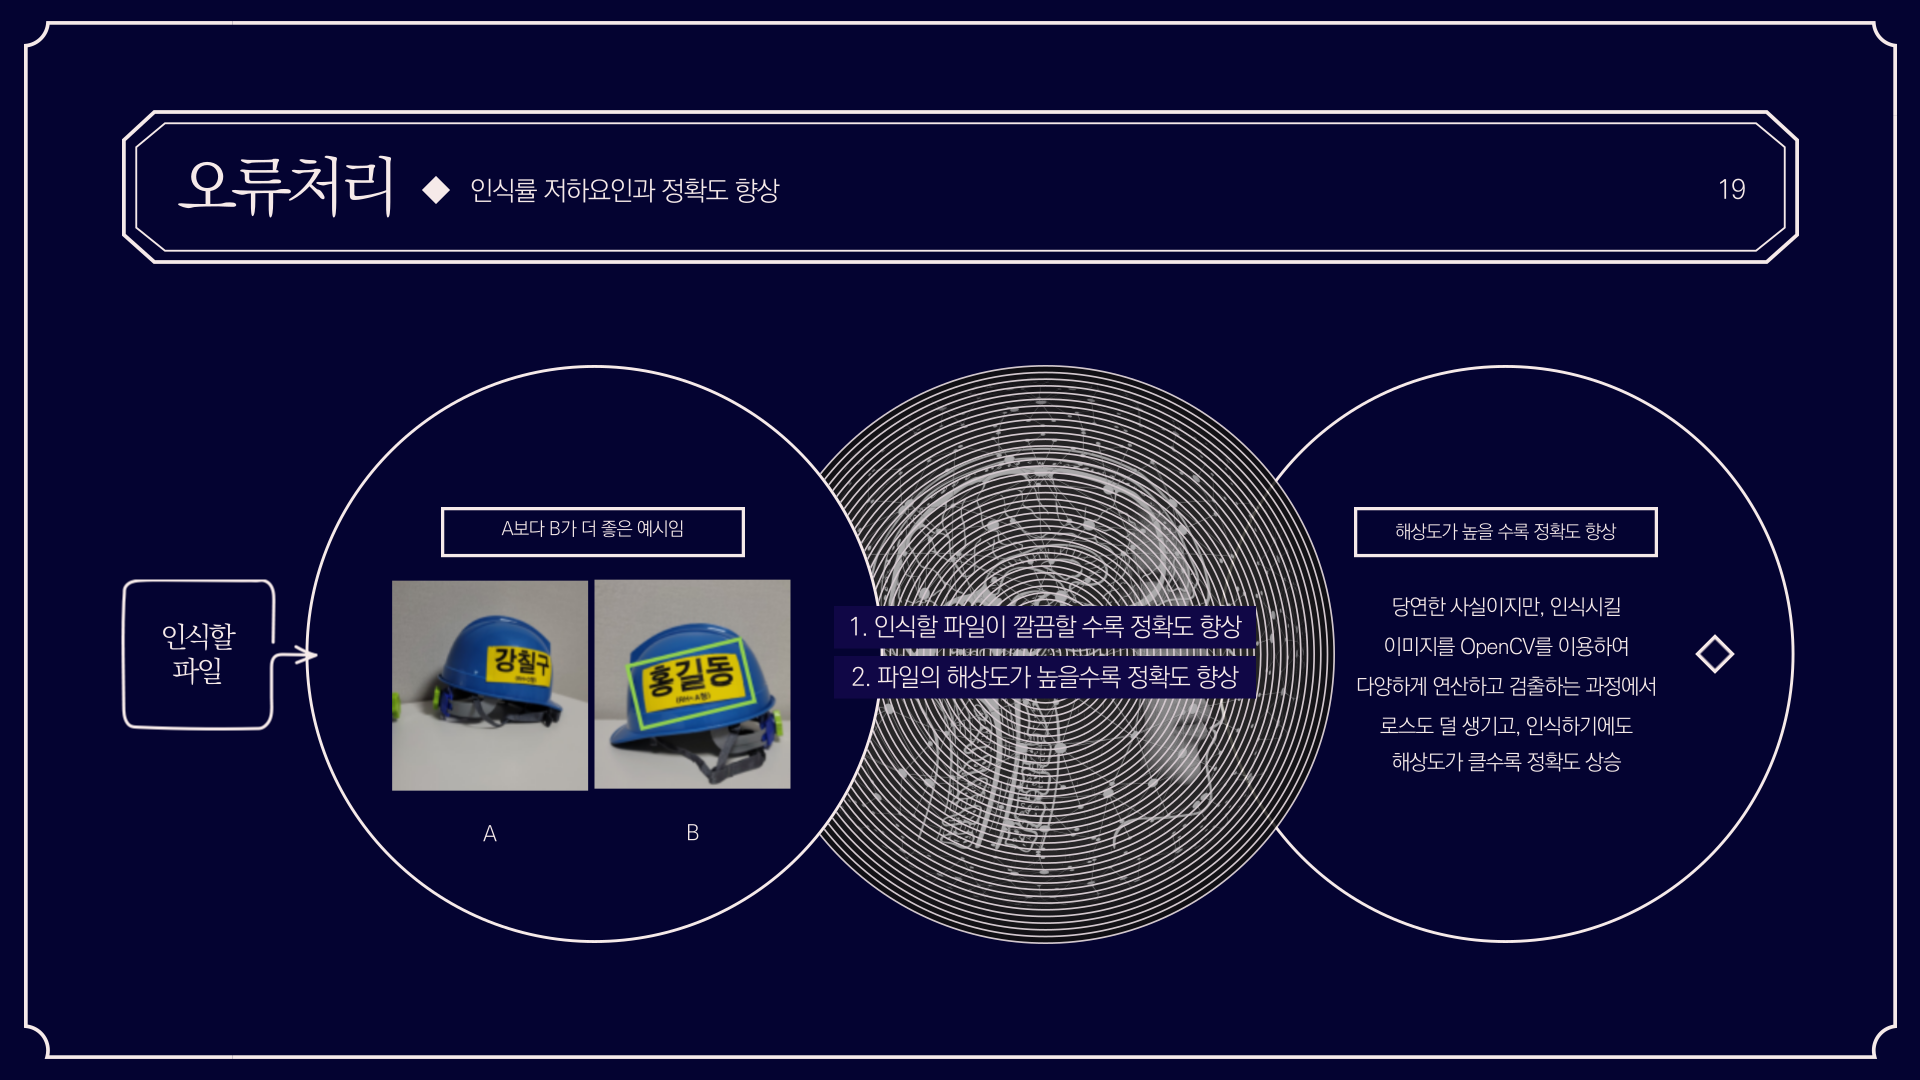 오류처리
인식률 저하요인과 정확도 향상
19
인식할
파일
A보다 B가 더 좋은 예시임
강칠구
홍길동
(RH+A형)
A
B
1. 인식할 파일이 깔끔할 수록 정확도 향상
2. 파일의 해상도가 높을수록 정확도 향상
해상도가 높을 수록 정확도 향상
당연한 사실이지만, 인식시킬
이미지를 OpenCV를 이용하여
다양하게 연산하고 검출하는 과정에서
로스도 덜 생기고, 인식하기에도
해상도가 클수록 정확도 상승